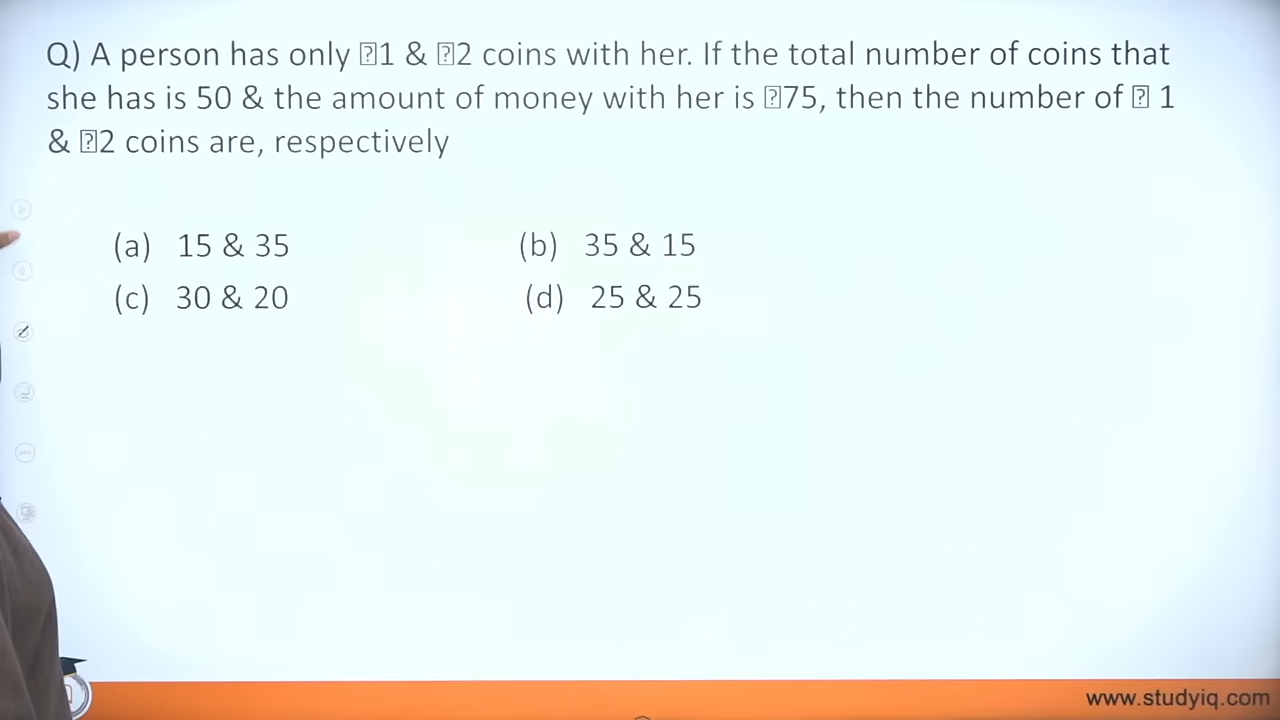 Q) A person has only ⍰1 & ⍰2 coins with her. If the total number of coins that
she has is 50 & the amount of money with her is ⍰75, then the number of ⍰ 1
& ⍰2 coins are, respectively
(a) 15 & 35 (b) 35 & 15
(c) 30 & 20 (d) 25 & 25
www.studyiq.com